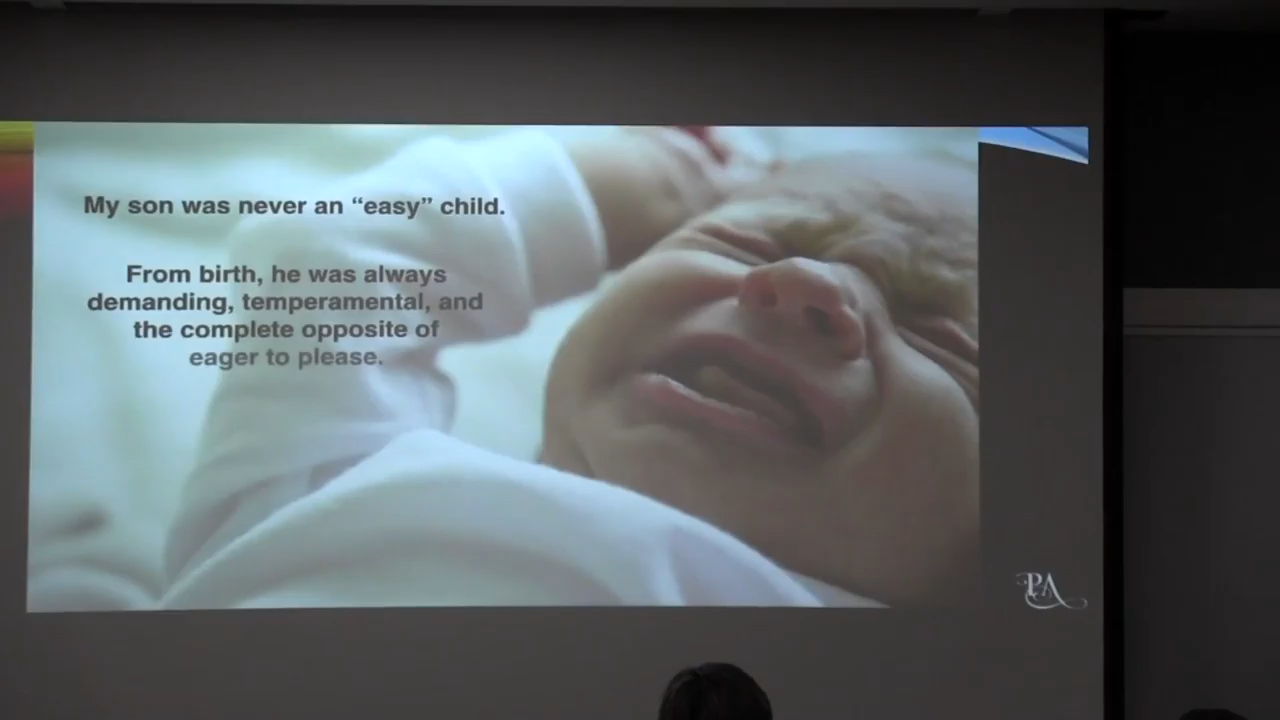 My son was never an “easy” child.
From birth, he was always
demanding, temperamental, and
the complete opposite of
eager to please.
PA